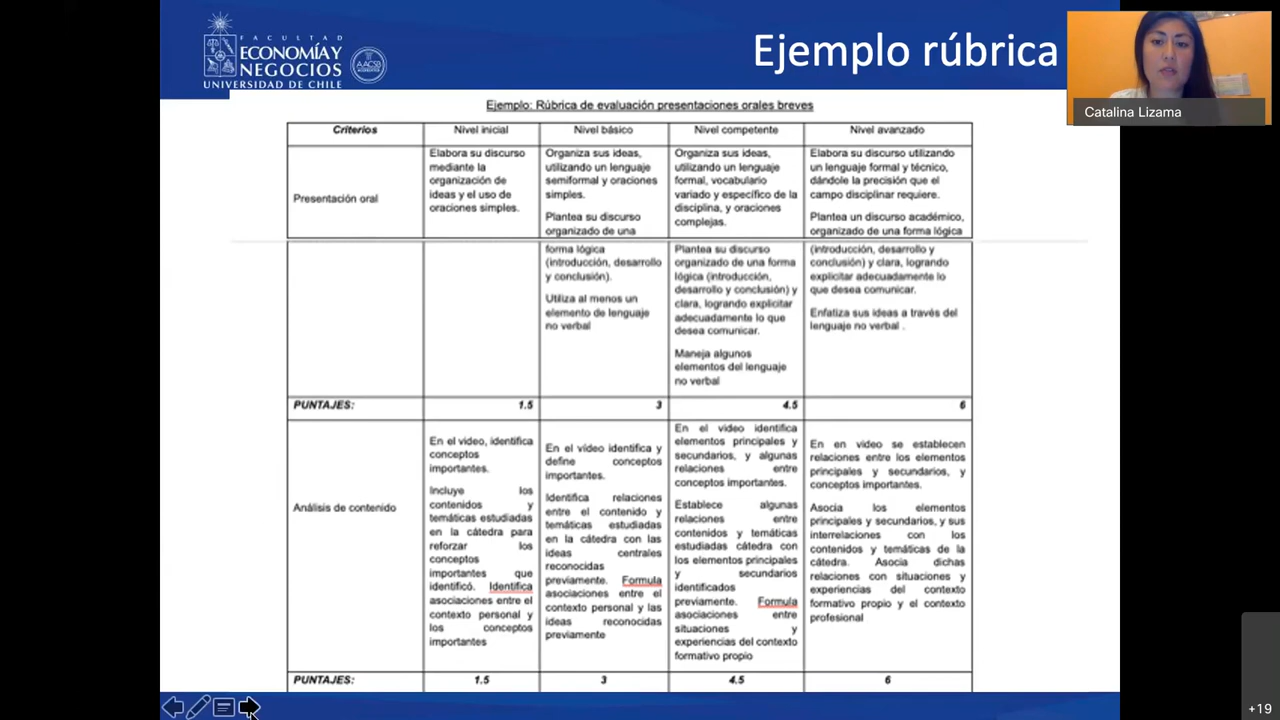 FACULTAD
ECONOMÍA Y
NEGOCIOS
UNIVERSIDAD DE CHILE
AACSB
ACCREDITED
Ejemplo rúbrica
Catalina Lizama
Ejemplo: Rúbrica de evaluación presentaciones orales breves
Criterios
Nivel inicial
Nivel básico
Nivel competente
Nivel avanzado
Presentación oral
Elabora su discurso
mediante la
organización de
ideas y el uso de
oraciones simples.
Organiza sus ideas,
utilizando un lenguaje
semiformal y oraciones
simples.
Plantea su discurso
organizado de una
Organiza sus ideas,
utilizando un lenguaje
formal, vocabulario
variado y específico de la
disciplina, y oraciones
complejas.
Elabora su discurso utilizando
un lenguaje formal y técnico,
dándole la precisión que el
campo disciplinar requiere.
Plantea un discurso académico,
organizado de una forma lógica
forma lógica
(introducción, desarrollo
y conclusión).
Utiliza al menos un
elemento de lenguaje
no verbal
Plantea su discurso
organizado de una forma
lógica (introducción,
desarrollo y conclusión) y
clara, logrando explicitar
adecuadamente lo que
desea comunicar.
Maneja algunos
elementos del lenguaje
no verbal
(introducción, desarrollo y
conclusión) y clara, logrando
explicitar adecuadamente lo
que desea comunicar.
Enfatiza sus ideas a través del
lenguaje no verbal .
PUNTAJES:
1.5
3
4.5
6
Análisis de contenido
En el video, identifica
conceptos
importantes.
Incluye los
contenidos y
temáticas estudiadas
en la cátedra para
reforzar los
conceptos
importantes que
identificó. Identifica
asociaciones entre el
contexto personal y
los conceptos
importantes
En el vídeo identifica y
define conceptos
importantes.
Identifica relaciones
entre el contenido y
temáticas estudiadas
en la cátedra con las
ideas centrales
reconocidas
previamente. Formula
asociaciones entre el
contexto personal y las
ideas reconocidas
previamente
En el video identifica
elementos principales y
secundarios, y algunas
relaciones entre
conceptos importantes.
Establece algunas
relaciones entre
contenidos y temáticas
estudiadas cátedra con
los elementos principales
y secundarios
identificados
previamente. Formula
asociaciones entre
situaciones y
experiencias del contexto
formativo propio
En en video se establecen
relaciones entre los elementos
principales y secundarios, y
conceptos importantes.
Asocia los elementos
principales y secundarios, y sus
interrelaciones con los
contenidos y temáticas de la
cátedra. Asocia dichas
relaciones con situaciones y
experiencias del contexto
formativo propio y el contexto
profesional
PUNTAJES:
1.5
3
4.5
6
+19